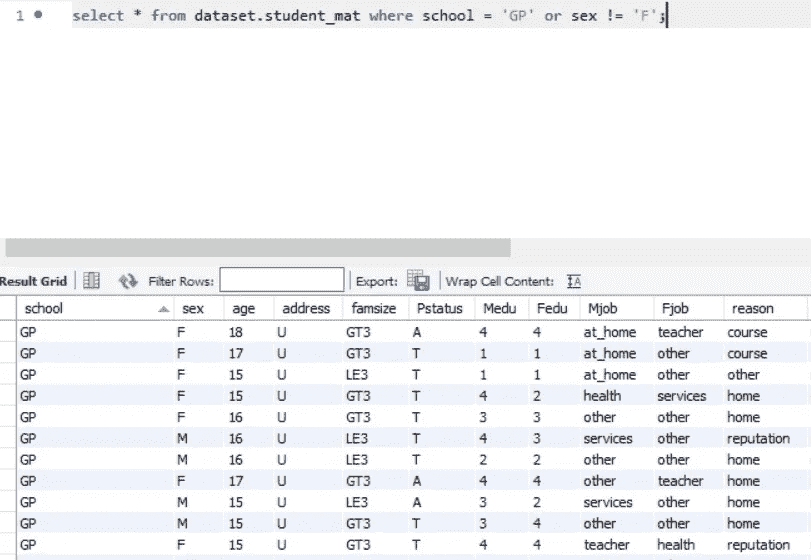 1 select * from dataset.student_mat where school = 'GP' or sex != 'F';
Result Grid Filter Rows: Export: Wrap Cell Content: IA
school sex age address famsize Pstatus Medu Fedu Mjob Fjob reason
GP F 18 U GT3 A 4 4 at_home teacher course
GP F 17 U GT3 T 1 1 at_home other course
GP F 15 U LE3 T 1 1 at_home other other
GP F 15 U GT3 T 4 2 health services home
GP F 16 U GT3 T 3 3 other other home
GP M 16 U LE3 T 4 3 services other reputation
GP M 16 U LE3 T 2 2 other other home
GP F 17 U GT3 A 4 4 other teacher home
GP M 15 U LE3 A 3 2 services other home
GP M 15 U GT3 T 3 4 other other home
GP F 15 U GT3 T 4 4 teacher health reputation